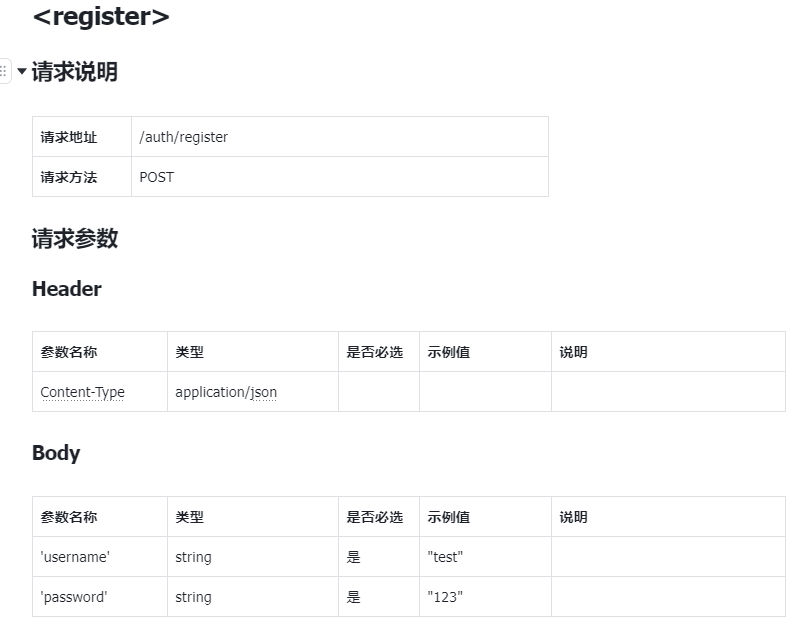 <register>
请求说明
请求地址 /auth/register
请求方法 POST
请求参数
Header
参数名称 类型 是否必选 示例值 说明
Content-Type application/json
Body
参数名称 类型 是否必选 示例值 说明
'username' string 是 "test"
'password' string 是 "123"